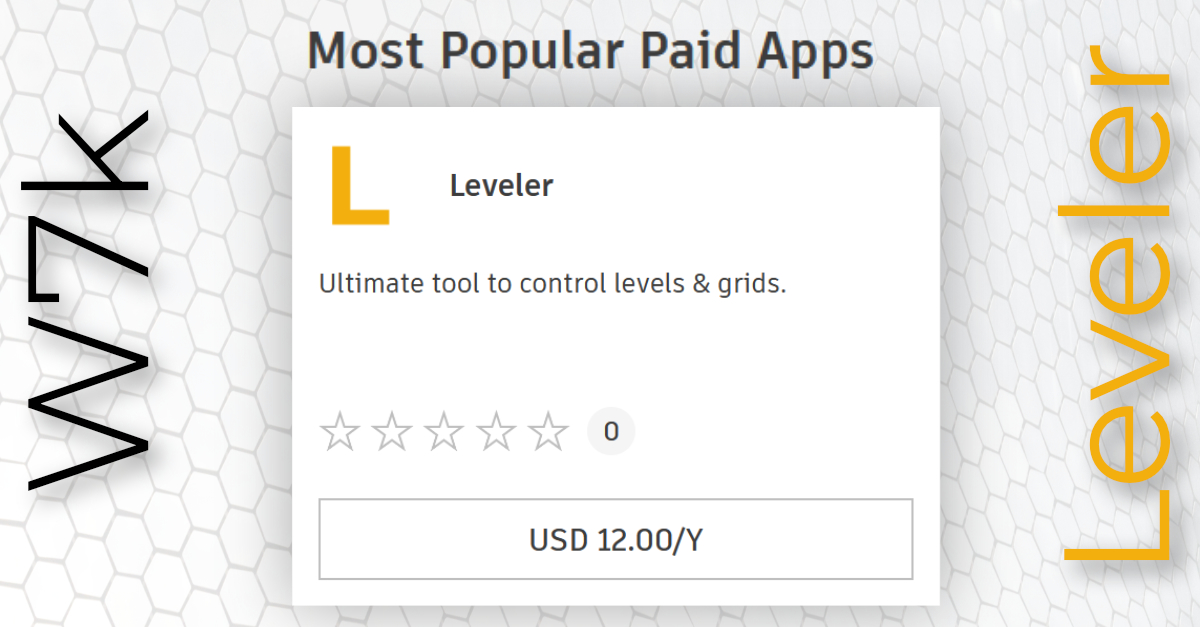 Most Popular Paid Apps
W7k
L
Leveler
Ultimate tool to control levels & grids.
0
USD 12.00/Y
Leveler